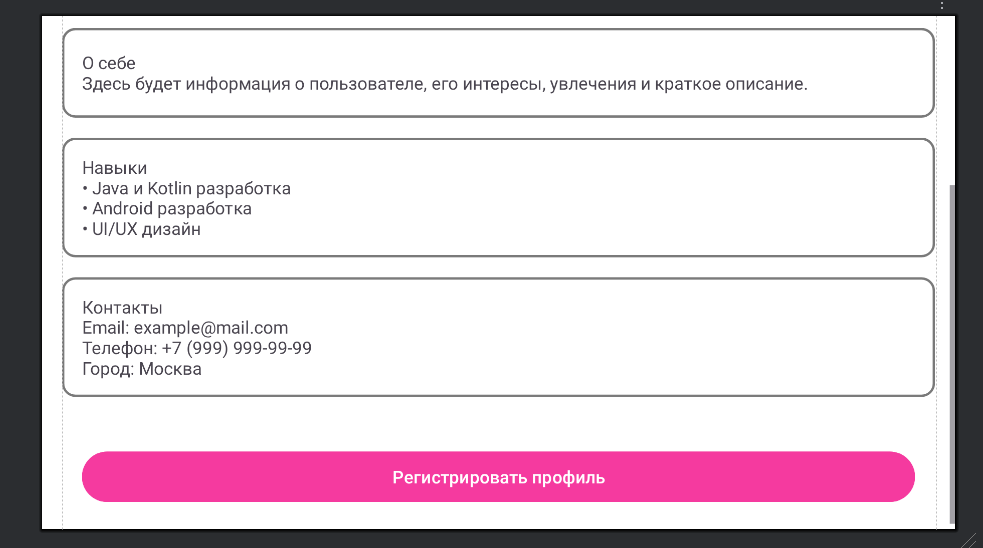 О себе
Здесь будет информация о пользователе, его интересы, увлечения и краткое описание.
Навыки
• Java и Kotlin разработка
• Android разработка
• UI/UX дизайн
Контакты
Email: example@mail.com
Телефон: +7 (999) 999-99-99
Город: Москва
Регистрировать профиль